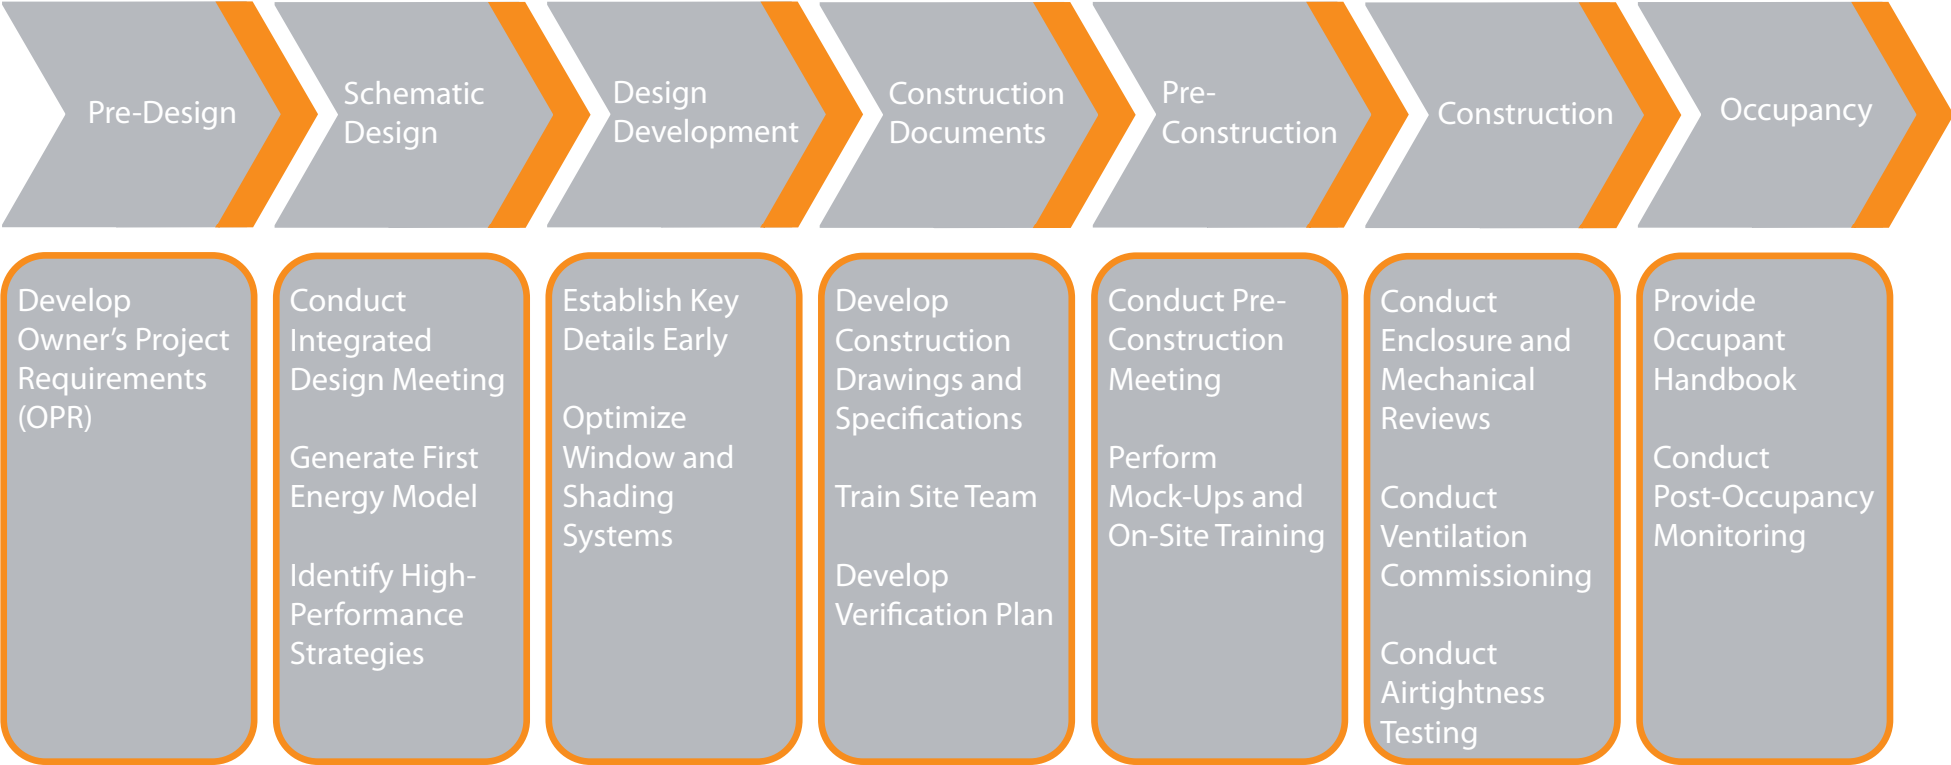 Pre-Design
Schematic
Design
Design
Development
Construction
Documents
Pre-
Construction
Construction
Occupancy
Develop
Owner’s Project
Requirements
(OPR)
Conduct
Integrated
Design Meeting
Generate First
Energy Model
Identify High-
Performance
Strategies
Establish Key
Details Early
Optimize
Window and
Shading
Systems
Develop
Construction
Drawings and
Specifications
Train Site Team
Develop
Verification Plan
Conduct Pre-
Construction
Meeting
Perform
Mock-Ups and
On-Site Training
Conduct
Enclosure and
Mechanical
Reviews
Conduct
Ventilation
Commissioning
Conduct
Airtightness
Testing
Provide
Occupant
Handbook
Conduct
Post-Occupancy
Monitoring